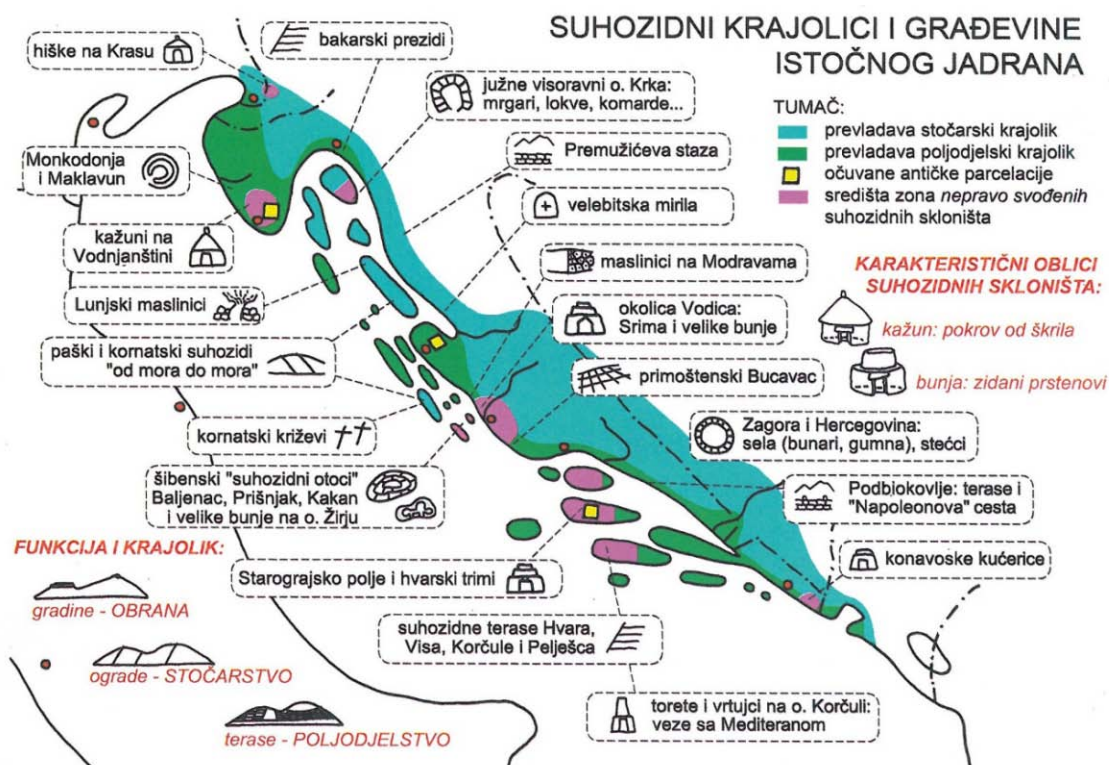 SUHOZIDNI KRAJOLICI I GRAĐEVINE
ISTOČNOG JADRANA
TUMAČ:
prevladava stočarski krajolik
prevladava poljodjelski krajolik
očuvane antičke parcelacije
središta zona nepravo svođenih
suhozidnih skloništa
KARAKTERISTIČNI OBLICI
SUHOZIDNIH SKLONIŠTA:
kažun: pokrov od škrila
bunja: zidani prstenovi
hiške na Krasu
bakarski prezidi
južne visoravni o. Krka:
mrgari, lokve, komarde...
Monkodonja
i Maklavun
Premužićeva staza
velebitska mirila
kažuni na
Vodnjanštini
maslinici na Modravama
Lunjski maslinici
okolica Vodica:
Srima i velike bunje
paški i kornatski suhozidi
"od mora do mora"
primoštenski Bucavac
kornatski križevi
Zagora i Hercegovina:
sela (bunari, gumna), stećci
šibenski "suhozidni otoci"
Baljenac, Prišnjak, Kakan
i velike bunje na o. Žirju
Podbiokovlje: terase i
"Napoleonova" cesta
konavoske kućerice
Starograjsko polje i hvarski trimi
suhozidne terase Hvara,
Visa, Korčule i Pelješca
torete i vrtujci na o. Korčuli:
veze sa Mediteranom
FUNKCIJA I KRAJOLIK:
gradine - OBRANA
ograde - STOČARSTVO
terase - POLJODJELSTVO